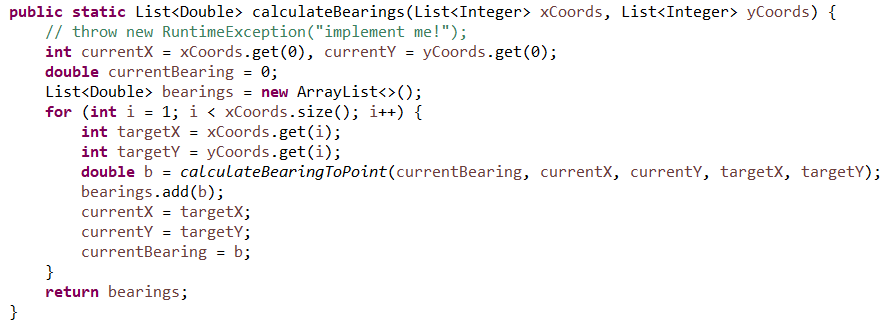 public static List<Double> calculateBearings(List<Integer> xCoords, List<Integer> yCoords) {
    // throw new RuntimeException("implement me!");
    int currentX = xCoords.get(0), currentY = yCoords.get(0);
    double currentBearing = 0;
    List<Double> bearings = new ArrayList<>();
    for (int i = 1; i < xCoords.size(); i++) {
        int targetX = xCoords.get(i);
        int targetY = yCoords.get(i);
        double b = calculateBearingToPoint(currentBearing, currentX, currentY, targetX, targetY);
        bearings.add(b);
        currentX = targetX;
        currentY = targetY;
        currentBearing = b;
    }
    return bearings;
}